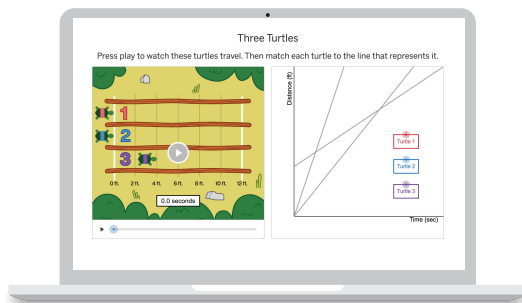 Three Turtles
Press play to watch these turtles travel. Then match each turtle to the line that represents it.
1
2
3
0 ft.
2 ft.
4 ft.
6 ft.
8 ft.
10 ft.
12 ft.
0.0 seconds
Distance (ft)
Turtle 1
Turtle 2
Turtle 3
Time (sec)